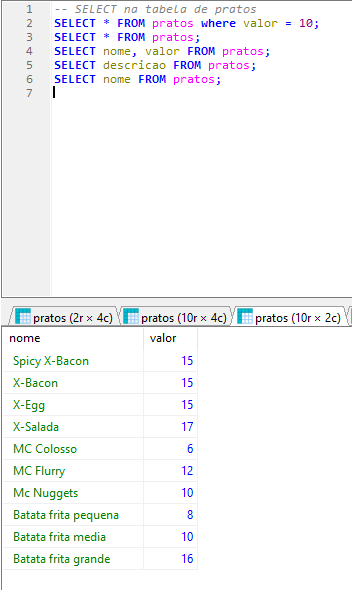 1 -- SELECT na tabela de pratos
2 SELECT * FROM pratos where valor = 10;
3 SELECT * FROM pratos;
4 SELECT nome, valor FROM pratos;
5 SELECT descricao FROM pratos;
6 SELECT nome FROM pratos;
7
pratos (2r × 4c) pratos (10r × 4c) pratos (10r × 2c)
nome valor
Spicy X-Bacon 15
X-Bacon 15
X-Egg 15
X-Salada 17
MC Colosso 6
MC Flurry 12
Mc Nuggets 10
Batata frita pequena 8
Batata frita media 10
Batata frita grande 16